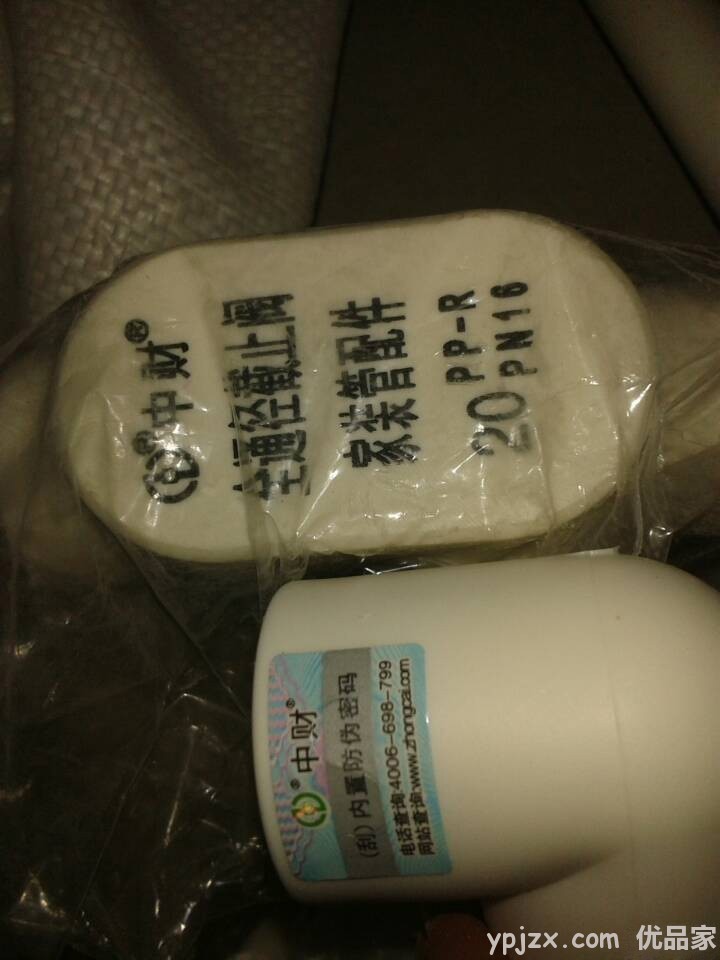 中财®
全通径截止阀
家装管配件
20 PP-R
PN16
®中财®
(刮)内置防伪密码
电话查询:4006-698-799
网站查询:www.zhongcai.com
ypjzx.com 优品家